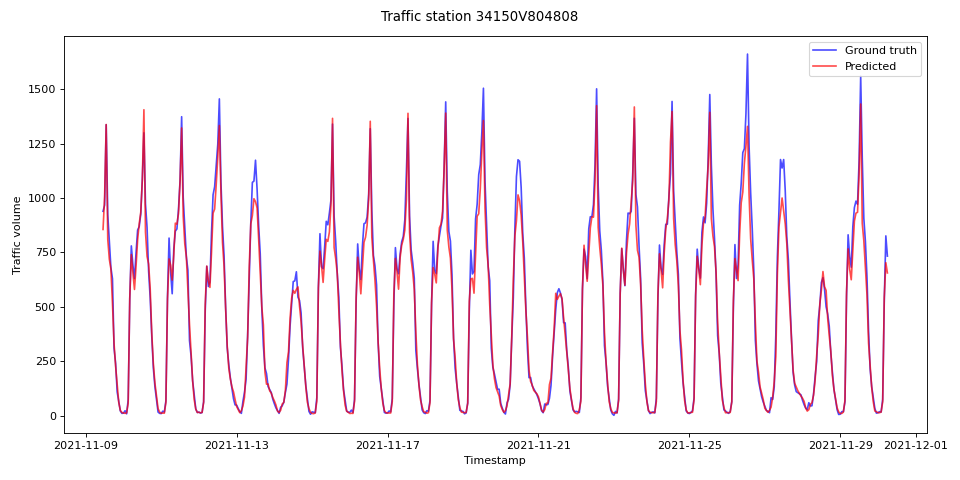 Traffic station 34150V804808
Ground truth
Predicted
Traffic volume
1500
1250
1000
750
500
250
0
2021-11-09
2021-11-13
2021-11-17
2021-11-21
2021-11-25
2021-11-29
2021-12-01
Timestamp